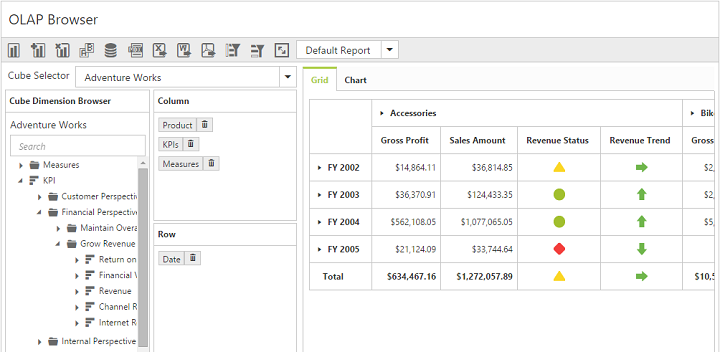 OLAP Browser
Default Report
Cube Selector Adventure Works
Cube Dimension Browser
Adventure Works
Search
Measures
KPI
Customer Perspective
Financial Perspective
Maintain Overa
Grow Revenue
Return on
Financial
Revenue
Channel R
Internet R
Internal Perspective
Column
Product
KPIs
Measures
Row
Date
Grid Chart
Accessories Bik
Gross Profit Sales Amount Revenue Status Revenue Trend Gross
FY 2002 $14,864.11 $36,814.85 $2,
FY 2003 $36,370.91 $124,433.35 $2,
FY 2004 $562,108.05 $1,077,065.05 $5,
FY 2005 $21,124.09 $33,744.64
Total $634,467.16 $1,272,057.89 $10,5